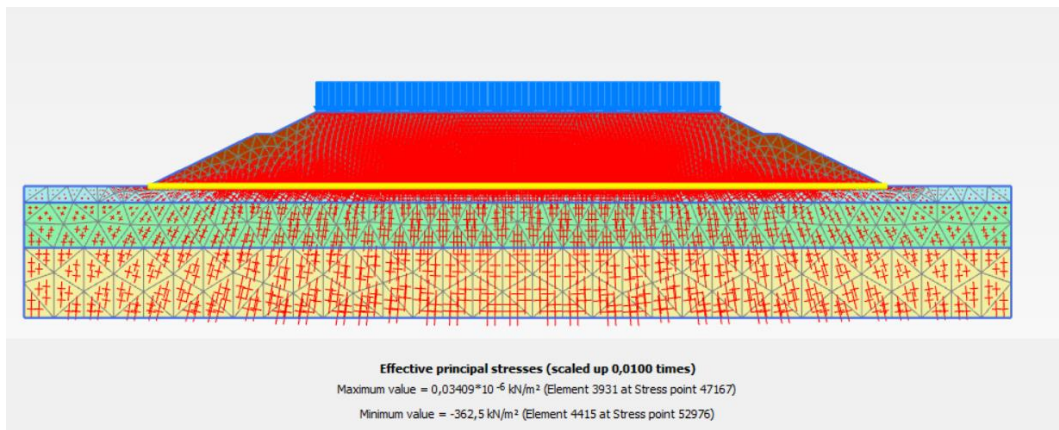 Effective principal stresses (scaled up 0,0100 times)
Maximum value = 0,03409*10 -6 kN/m² (Element 3931 at Stress point 47167)
Minimum value = -362,5 kN/m² (Element 4415 at Stress point 52976)